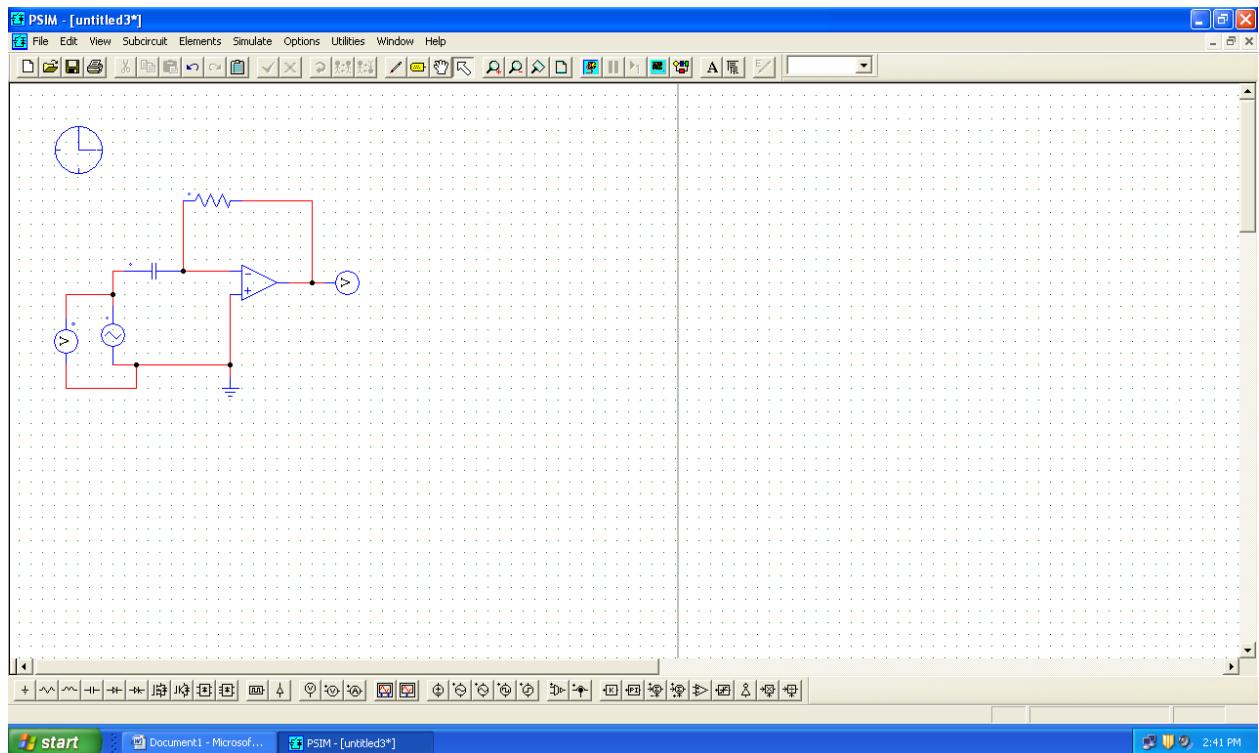 PSIM - [untitled3*]
File Edit View Subcircuit Elements Simulate Options Utilities Window Help
A
V
V
K PI
start Document1 - Microsof... PSIM - [untitled3*] 2:41 PM